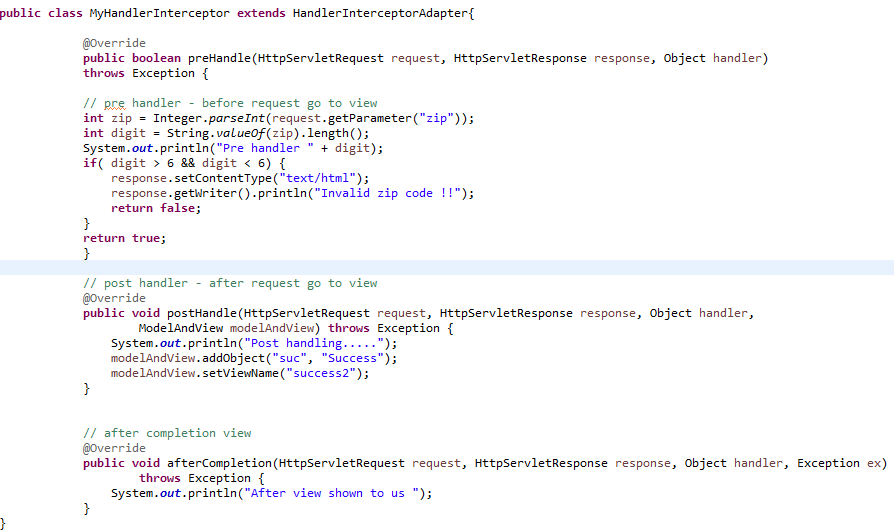 public class MyHandlerInterceptor extends HandlerInterceptorAdapter{
@Override
public boolean preHandle(HttpServletRequest request, HttpServletResponse response, Object handler)
throws Exception {
// pre handler - before request go to view
int zip = Integer.parseInt(request.getParameter("zip"));
int digit = String.valueOf(zip).length();
System.out.println("Pre handler " + digit);
if( digit > 6 && digit < 6) {
response.setContentType("text/html");
response.getWriter().println("Invalid zip code !!");
return false;
}
return true;
}
// post handler - after request go to view
@Override
public void postHandle(HttpServletRequest request, HttpServletResponse response, Object handler,
ModelAndView modelAndView) throws Exception {
System.out.println("Post handling.....");
modelAndView.addObject("suc", "Success");
modelAndView.setViewName("success2");
}
// after completion view
@Override
public void afterCompletion(HttpServletRequest request, HttpServletResponse response, Object handler, Exception ex)
throws Exception {
System.out.println("After view shown to us ");
}
}